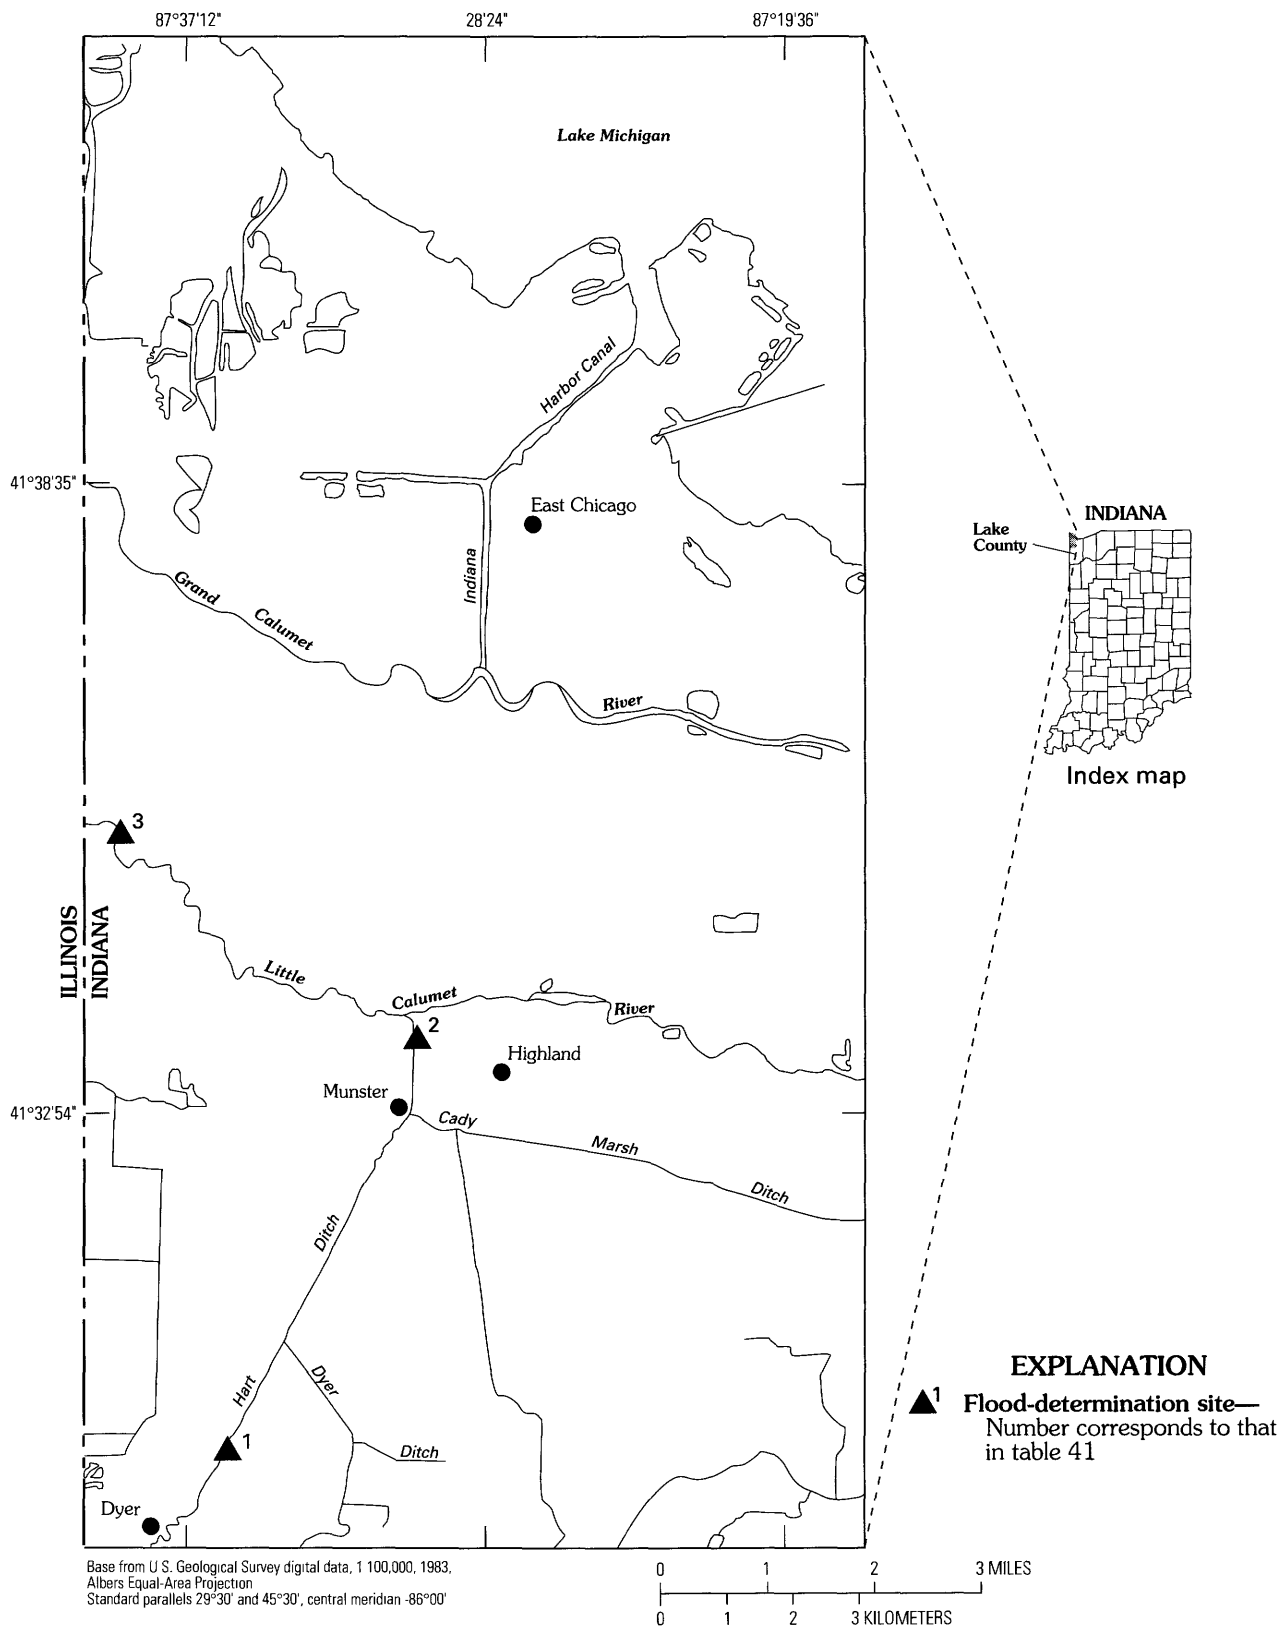 87°37'12"
28'24"
87°19'36"
Lake Michigan
Harbor Canal
41°38'35"
East Chicago
Indiana
Grand
Calumet
River
INDIANA
Lake
County
Index map
3
ILLINOIS
INDIANA
Little
Calumet
River
2
Highland
Munster
41°32'54"
Cady
Marsh
Ditch
Ditch
Hart
Dyer
Ditch
1
Dyer
EXPLANATION
1
Flood-determination site—
Number corresponds to that
in table 41
Base from U S. Geological Survey digital data, 1 100,000, 1983,
Albers Equal-Area Projection
Standard parallels 29°30' and 45°30', central meridian -86°00'
0 1 2 3 MILES
0 1 2 3 KILOMETERS